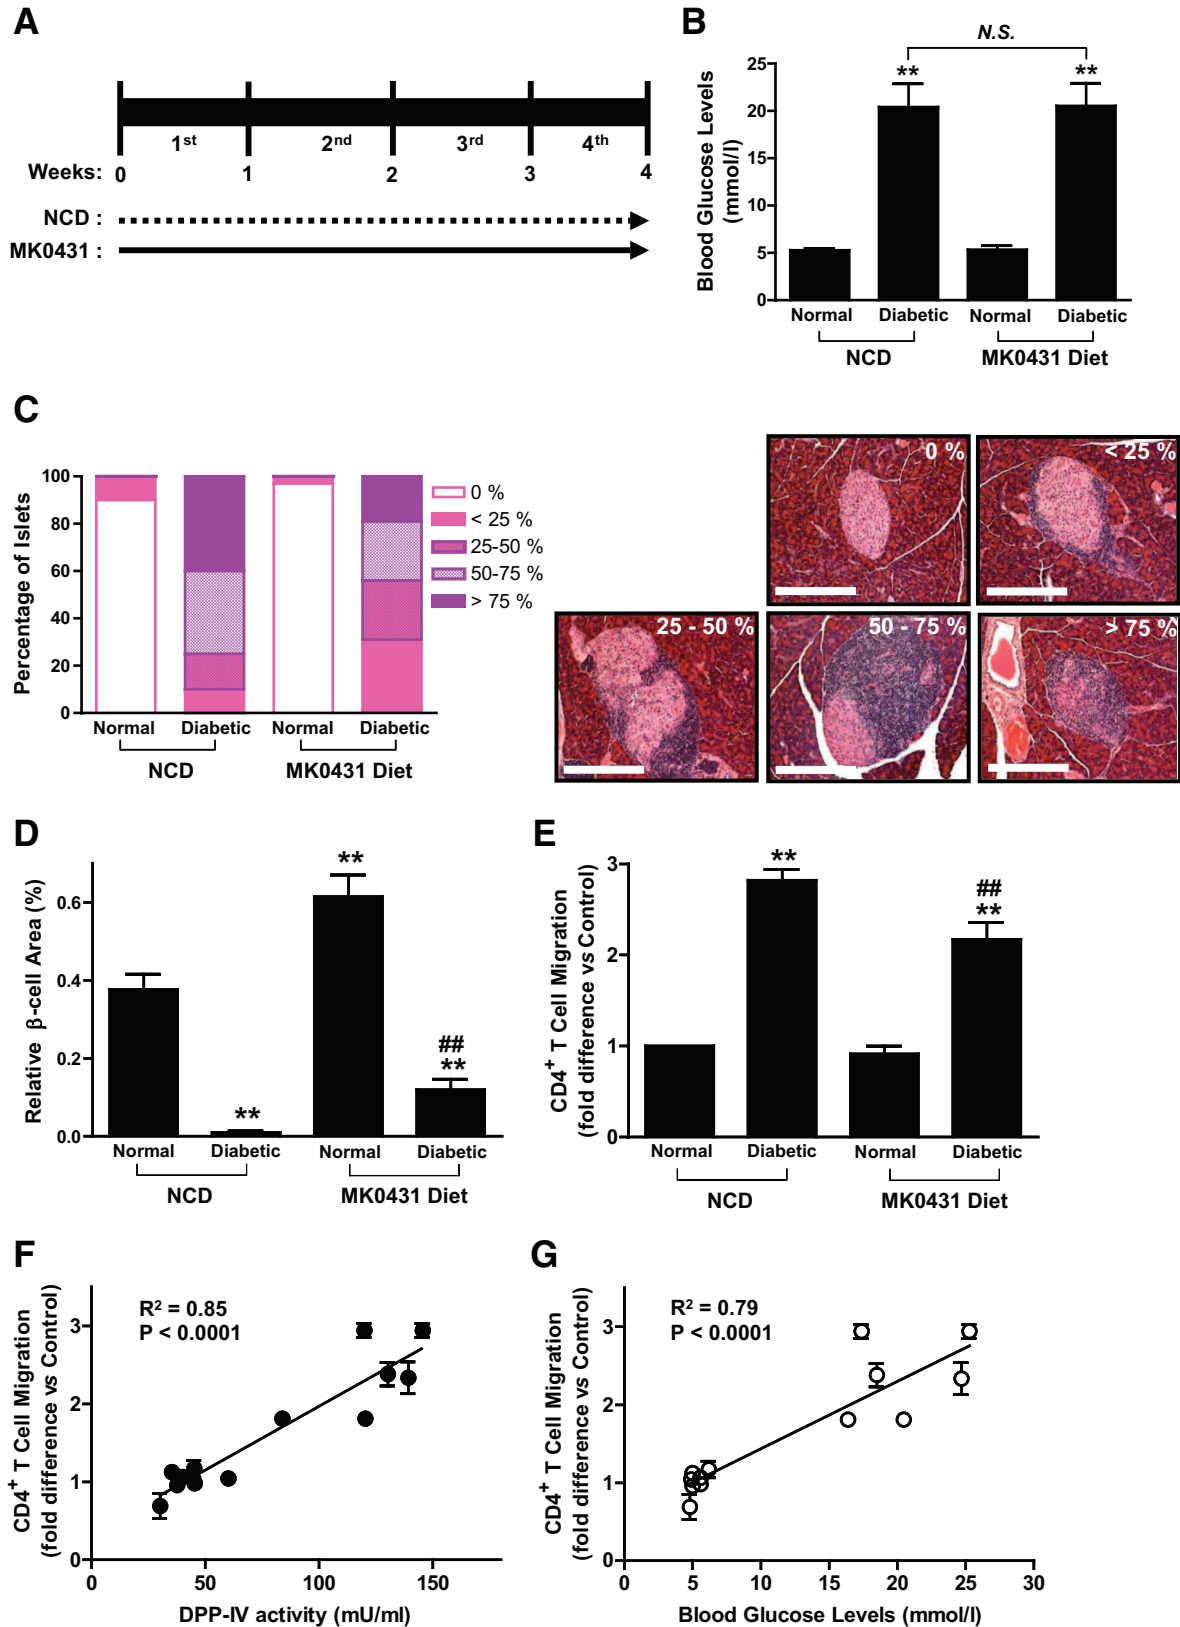 A
1st 2nd 3rd 4th
Weeks: 0 1 2 3 4
NCD :
MK0431 :
B
N.S.
** **
Blood Glucose Levels
(mmol/l)
25
20
15
10
5
0
Normal Diabetic Normal Diabetic
NCD MK0431 Diet
C
Percentage of Islets
100
80
60
40
20
0
Normal Diabetic Normal Diabetic
NCD MK0431 Diet
0 %
< 25 %
25-50 %
50-75 %
> 75 %
0 % < 25 %
25 - 50 % 50 - 75 % > 75 %
D
Relative β-cell Area (%)
0.6
0.4
0.2
0.0
**
**
##
**
Normal Diabetic Normal Diabetic
NCD MK0431 Diet
E
CD4+ T Cell Migration
(fold difference vs Control)
3
2
1
0
**
##
**
Normal Diabetic Normal Diabetic
NCD MK0431 Diet
F
CD4+ T Cell Migration
(fold difference vs Control)
R2 = 0.85
P < 0.0001
3
2
1
0
0 50 100 150
DPP-IV activity (mU/ml)
G
CD4+ T Cell Migration
(fold difference vs Control)
R2 = 0.79
P < 0.0001
3
2
1
0
0 5 10 15 20 25 30
Blood Glucose Levels (mmol/l)